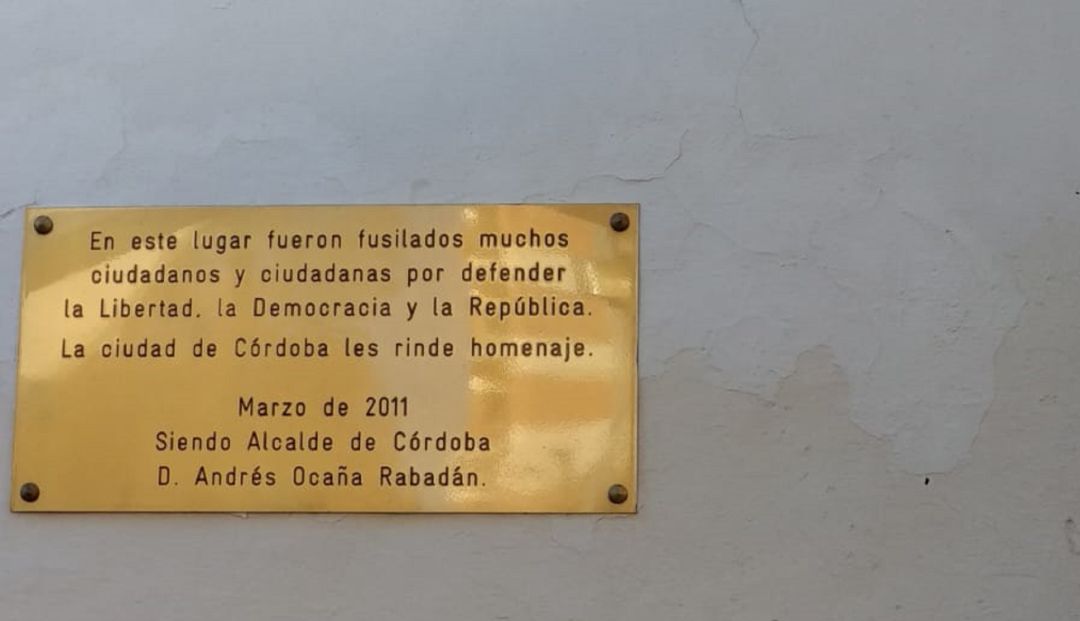 En este lugar fueron fusilados muchos
ciudadanos y ciudadanas por defender
la Libertad, la Democracia y la República.
La ciudad de Córdoba les rinde homenaje.
Marzo de 2011
Siendo Alcalde de Córdoba
D. Andrés Ocaña Rabadán.